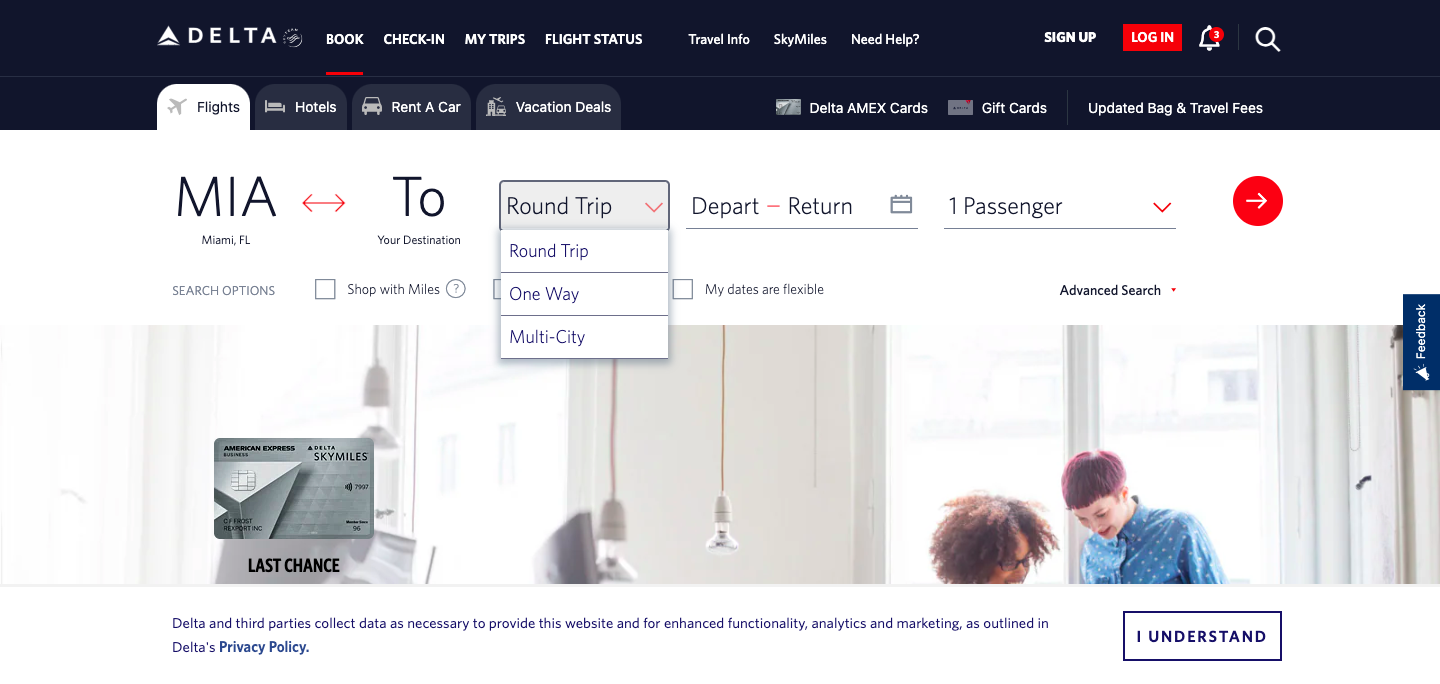 DELTA
BOOK
CHECK-IN
MY TRIPS
FLIGHT STATUS
Travel Info
SkyMiles
Need Help?
SIGN UP
LOG IN
3
Flights
Hotels
Rent A Car
Vacation Deals
Delta AMEX Cards
Gift Cards
Updated Bag & Travel Fees
MIA
Miami, FL
To
Your Destination
Round Trip
Depart – Return
1 Passenger
Round Trip
One Way
Multi-City
SEARCH OPTIONS
Shop with Miles
?
My dates are flexible
Advanced Search
Feedback
AMERICAN EXPRESS
BUSINESS
DELTA
SKYMILES
7997
C F FROST
REXPORT INC
Member Since
96
LAST CHANCE
Delta and third parties collect data as necessary to provide this website and for enhanced functionality, analytics and marketing, as outlined in
Delta's Privacy Policy.
I UNDERSTAND